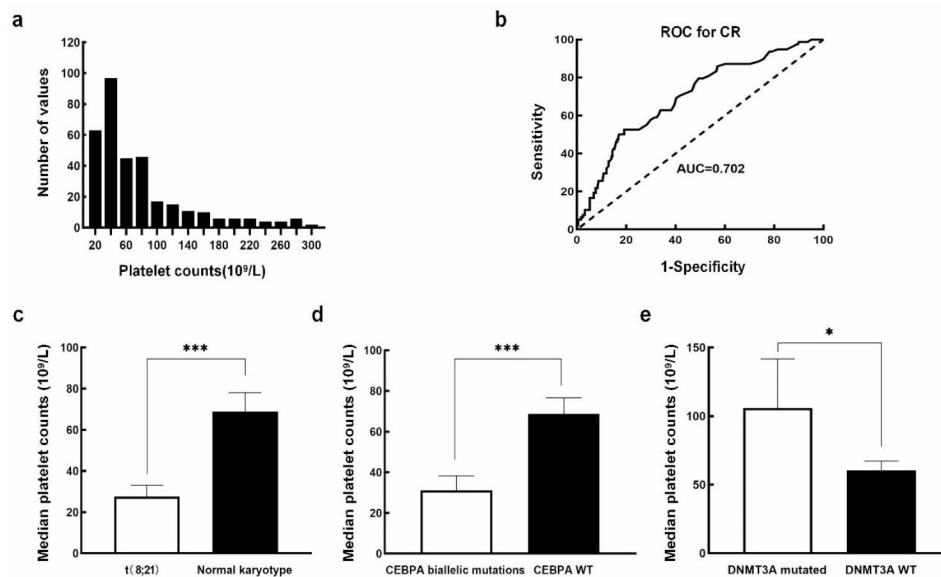 a
Number of values
120
100
80
60
40
20
0
20 60 100 140 180 220 260 300
Platelet counts(10⁹/L)
b
ROC for CR
Sensitivity
100
80
60
40
20
0
AUC=0.702
0 20 40 60 80 100
1-Specificity
c
Median platelet counts (10⁹/L)
100
80
60
40
20
0
***
t(8;21) Normal karyotype
d
Median platelet counts (10⁹/L)
100
80
60
40
20
0
***
CEBPA biallelic mutations CEBPA WT
e
Median platelet counts (10⁹/L)
150
100
50
0
*
DNMT3A mutated DNMT3A WT